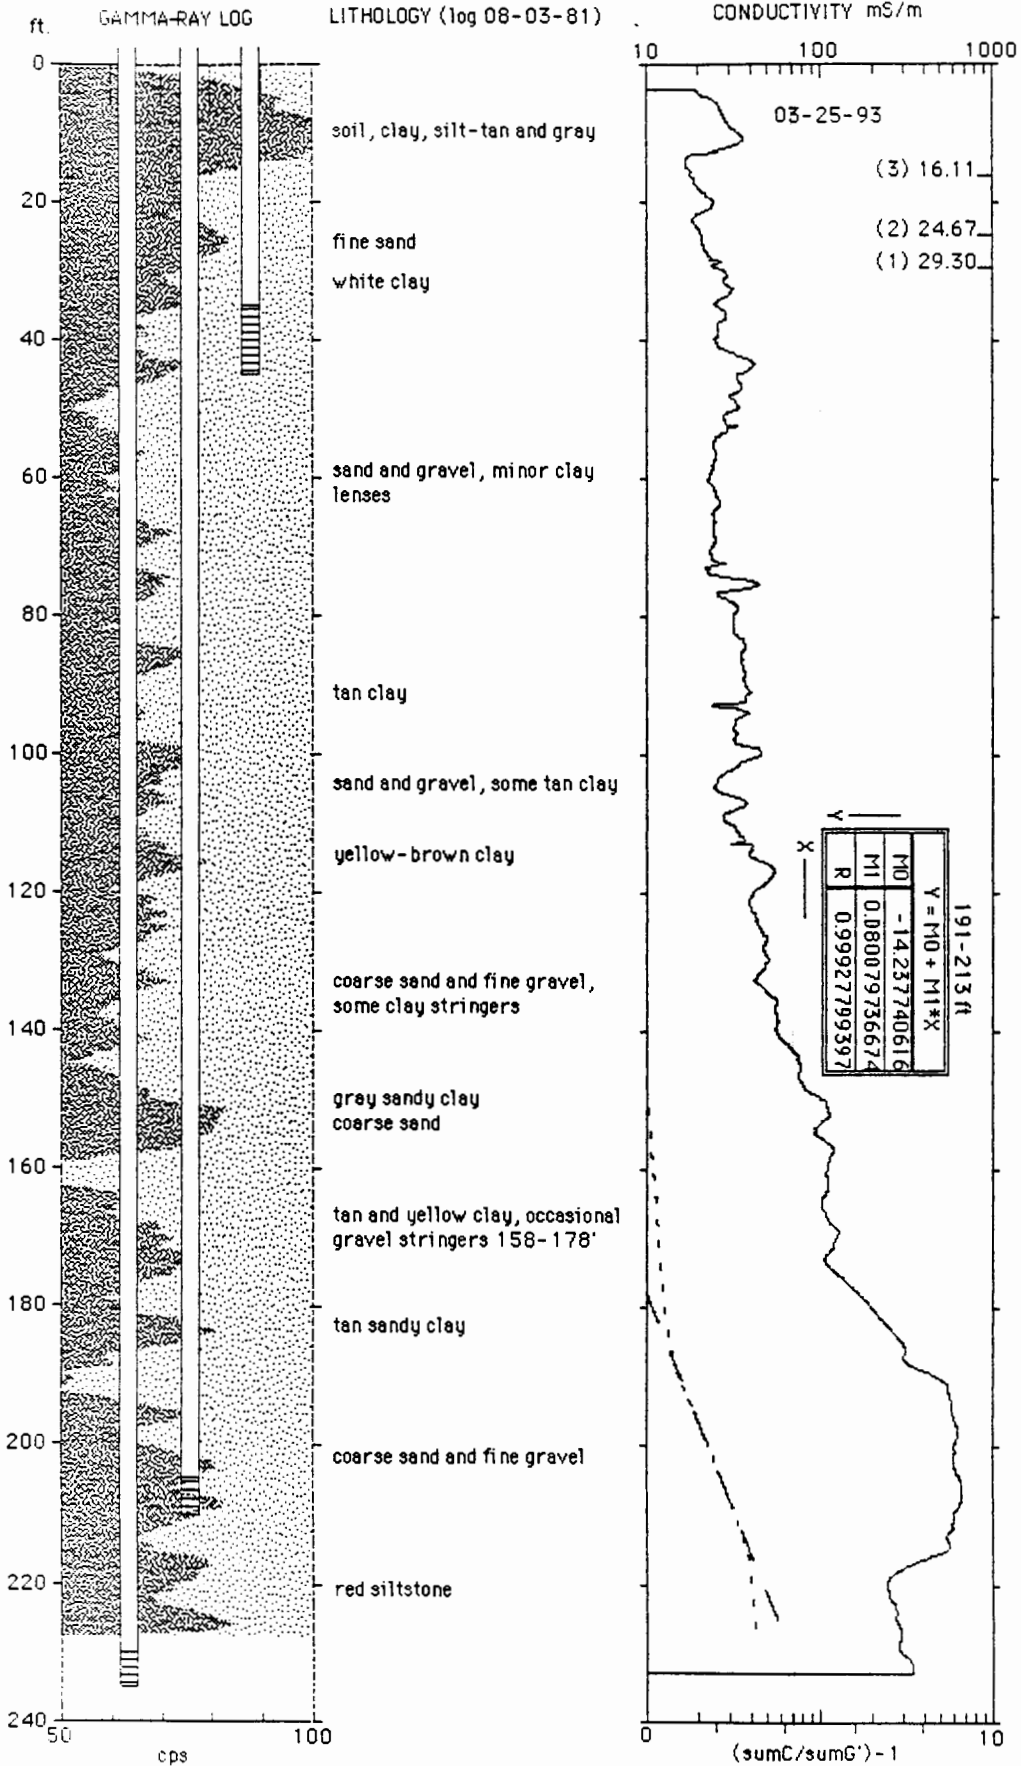 ft.
GAMMA-RAY LOG
LITHOLOGY (log 08-03-81)
CONDUCTIVITY mS/m
10 100 1000
0
03-25-93
soil, clay, silt-tan and gray
(3) 16.11
20
(2) 24.67
fine sand
(1) 29.30
white clay
40
sand and gravel, minor clay
lenses
60
80
tan clay
100
sand and gravel, some tan clay
yellow-brown clay
120
Y
X
191-213 ft
Y = M0 + M1*X
M0 -14.237740616
M1 0.080079736674
R 0.99927799397
coarse sand and fine gravel,
some clay stringers
140
gray sandy clay
coarse sand
160
tan and yellow clay, occasional
gravel stringers 158-178'
180
tan sandy clay
200
coarse sand and fine gravel
220
red siltstone
240
50 100
cps
0 10
(sumC/sumG')-1